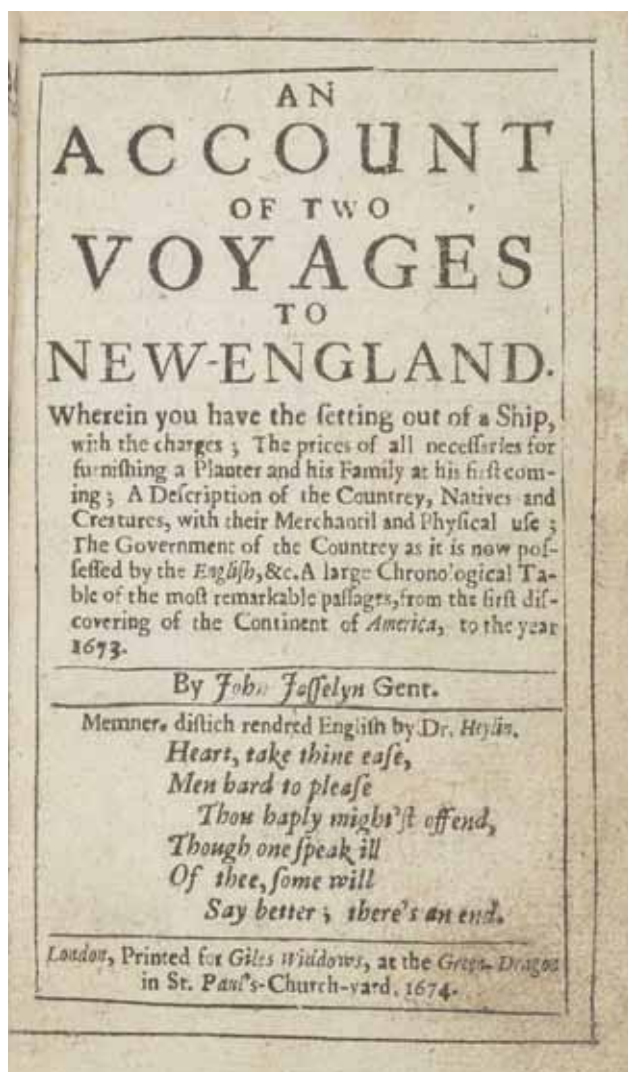 AN
ACCOUNT
OF TWO
VOYAGES
TO
NEW-ENGLAND.
Wherein you have the ſetting out of a Ship,
with the charges ; The prices of all neceſſaries for
furniſhing a Planter and his Family at his firſt com-
ing ; A Deſcription of the Countrey, Natives and
Creatures, with their Merchantil and Phyſical uſe ;
The Government of the Countrey as it is now poſ-
ſeſſed by the Engliſh, &c. A large Chronological Ta-
ble of the moſt remarkable paſſages, from the firſt diſ-
covering of the Continent of America, to the year
1673.
By John Joſſelyn Gent.
Memner. diſtich rendred Engliſh by Dr. Heylin.
Heart, take thine eaſe,
Men hard to pleaſe
Thou haply might'ſt offend,
Though one ſpeak ill
Of thee, ſome will
Say better ; there's an end.
London, Printed for Giles Widdows, at the Green-Dragon
in St. Paul's-Church-yard, 1674.